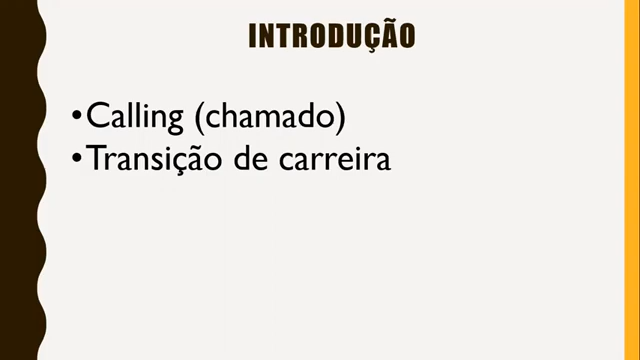 INTRODUÇÃO
•Calling (chamado)
•Transição de carreira